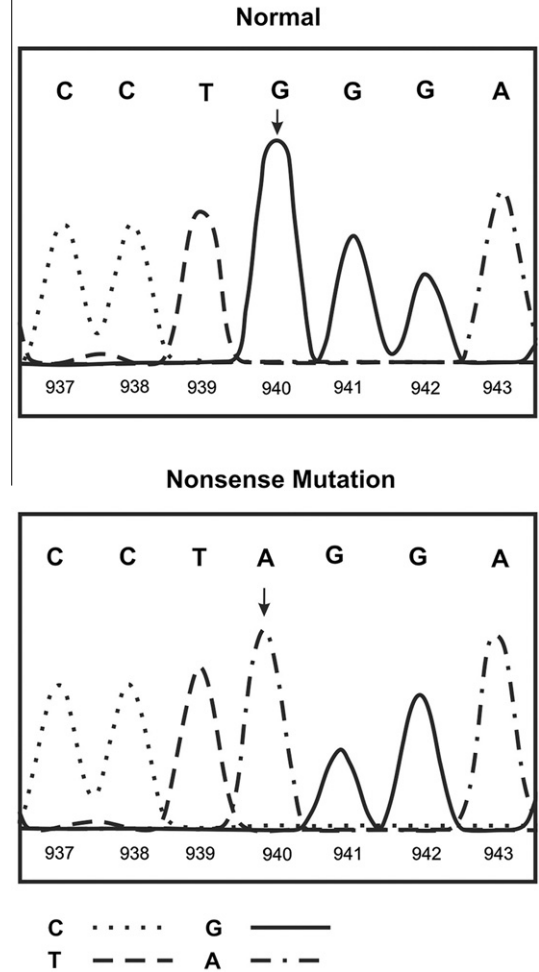 Normal
C C T G G G A
937 938 939 940 941 942 943
Nonsense Mutation
C C T A G G A
937 938 939 940 941 942 943
C G
T A